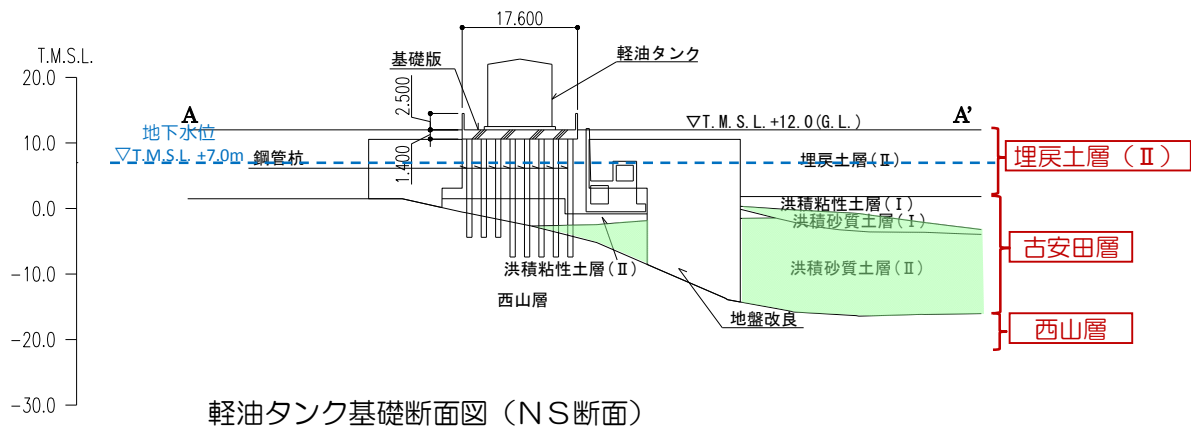 17.600
T.M.S.L.
基礎版
軽油タンク
20.0
2.500
A
A'
地下水位
▽T.M.S.L. +12.0(G.L.)
10.0
▽T.M.S.L. +7.0m
鋼管杭
1.400
埋戻土層(Ⅱ)
埋戻土層（Ⅱ）
0.0
洪積粘性土層(Ⅰ)
洪積砂質土層(Ⅰ)
古安田層
-10.0
洪積粘性土層(Ⅱ)
洪積砂質土層(Ⅱ)
西山層
地盤改良
西山層
-20.0
-30.0
軽油タンク基礎断面図（ＮＳ断面）